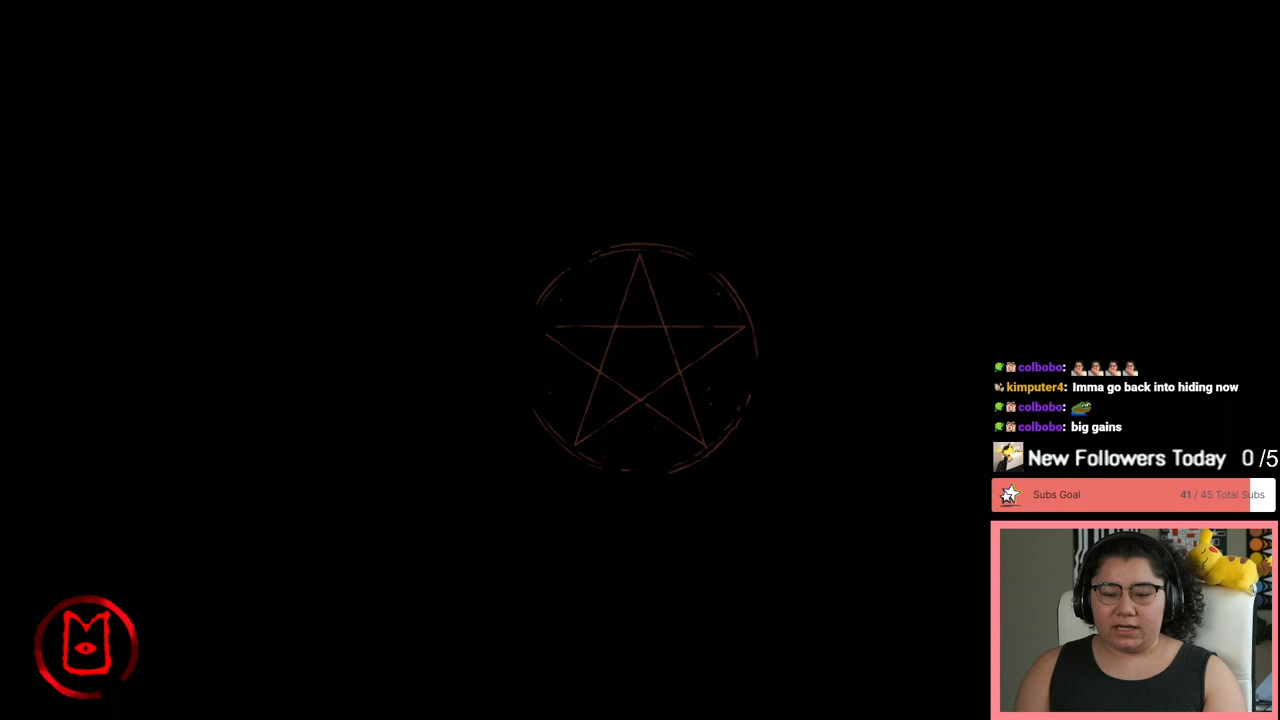 colbobo:
kimputer4: Imma go back into hiding now
colbobo:
colbobo: big gains
New Followers Today 0 /5
Subs Goal 41 / 45 Total Subs